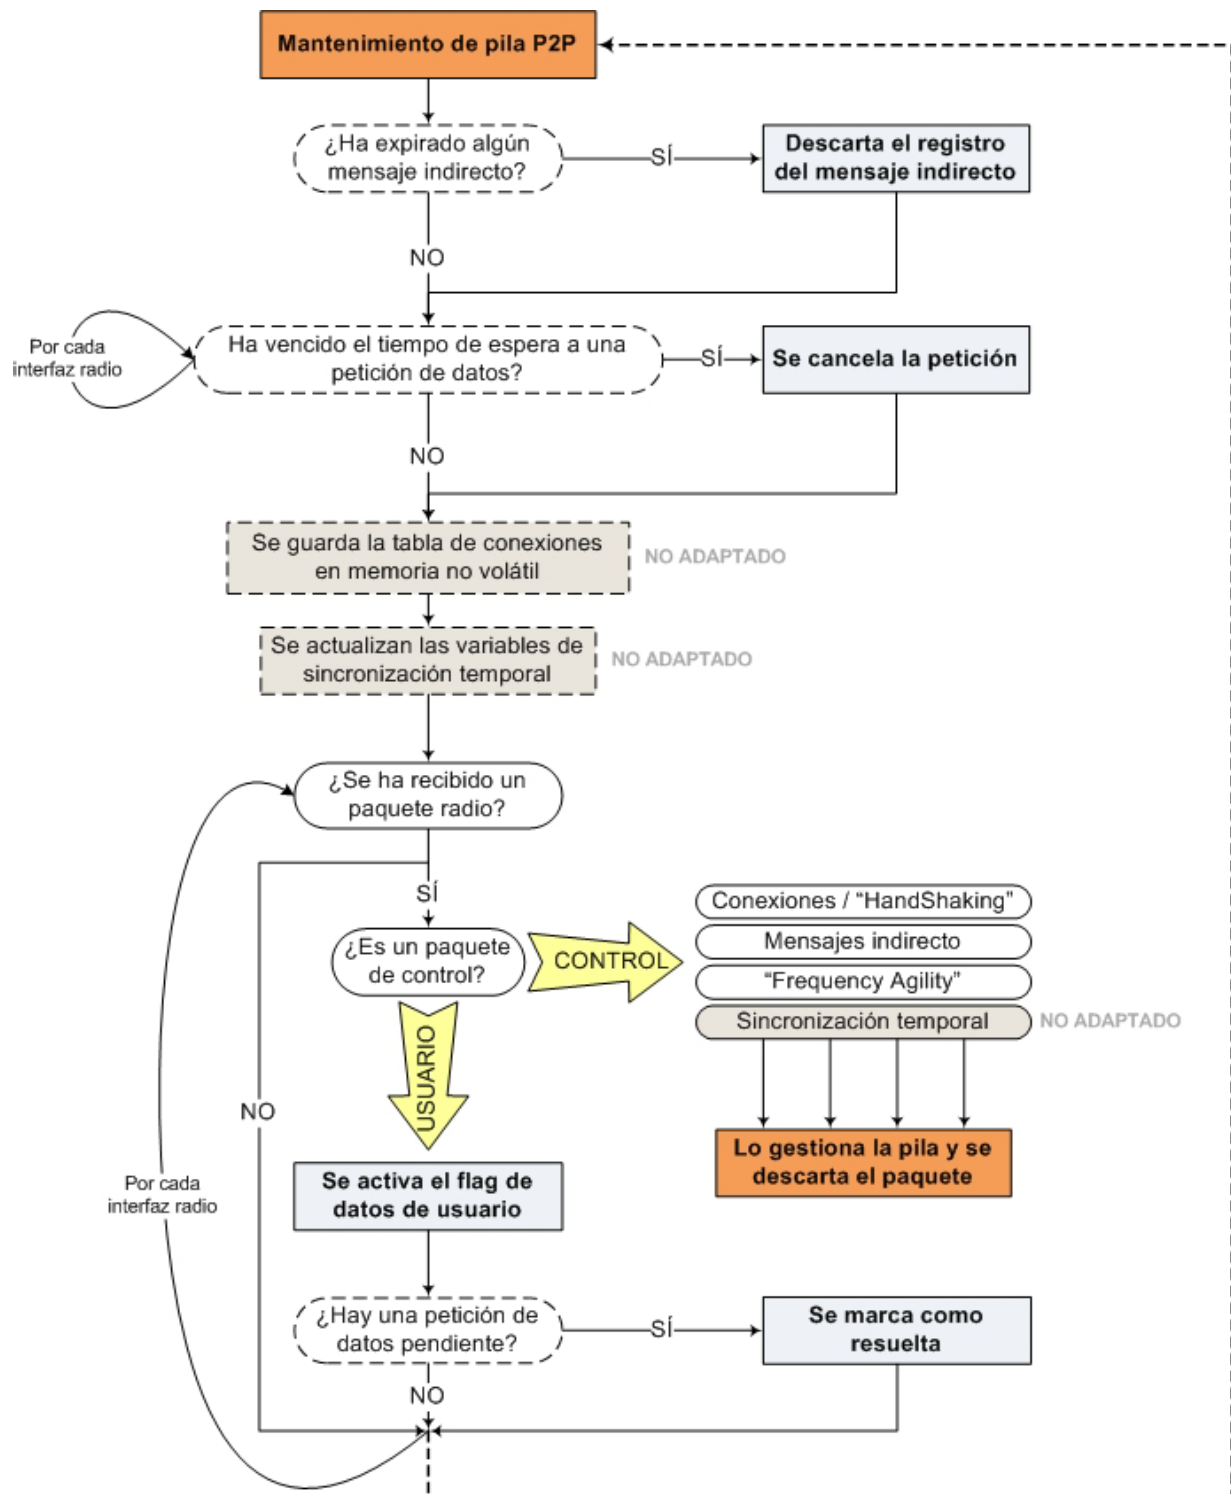 Mantenimiento de pila P2P
¿Ha expirado algún
mensaje indirecto?
SÍ
Descarta el registro
del mensaje indirecto
NO
Por cada
interfaz radio
Ha vencido el tiempo de espera a una
petición de datos?
SÍ
Se cancela la petición
NO
Se guarda la tabla de conexiones
en memoria no volátil
NO ADAPTADO
Se actualizan las variables de
sincronización temporal
NO ADAPTADO
¿Se ha recibido un
paquete radio?
SÍ
¿Es un paquete
de control?
CONTROL
Conexiones / “HandShaking”
Mensajes indirecto
“Frequency Agility”
Sincronización temporal
NO ADAPTADO
USUARIO
NO
Lo gestiona la pila y se
descarta el paquete
Por cada
interfaz radio
Se activa el flag de
datos de usuario
¿Hay una petición de
datos pendiente?
SÍ
Se marca como
resuelta
NO